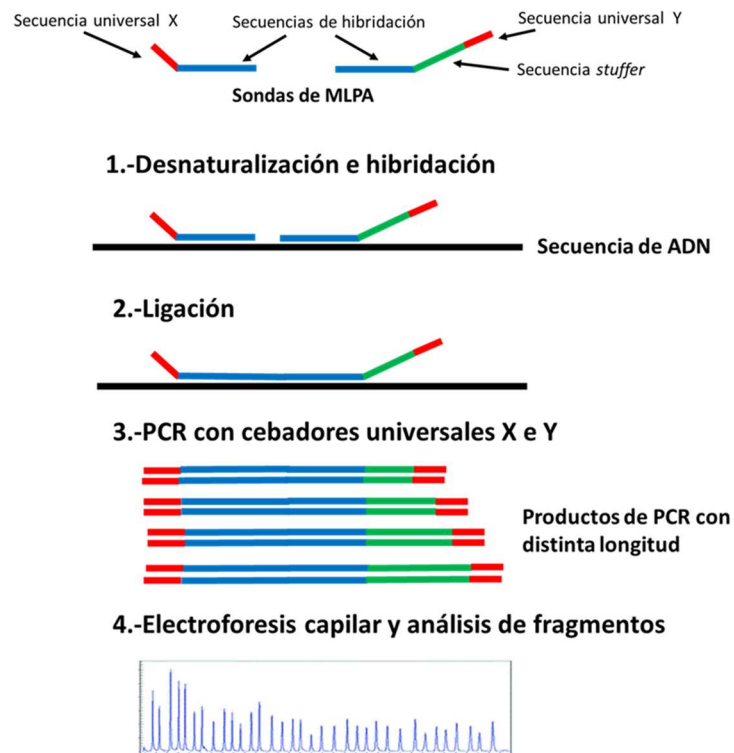 Secuencia universal X
Secuencias de hibridación
Secuencia universal Y
Secuencia stuffer
Sondas de MLPA
1.-Desnaturalización e hibridación
Secuencia de ADN
2.-Ligación
3.-PCR con cebadores universales X e Y
Productos de PCR con
distinta longitud
4.-Electroforesis capilar y análisis de fragmentos